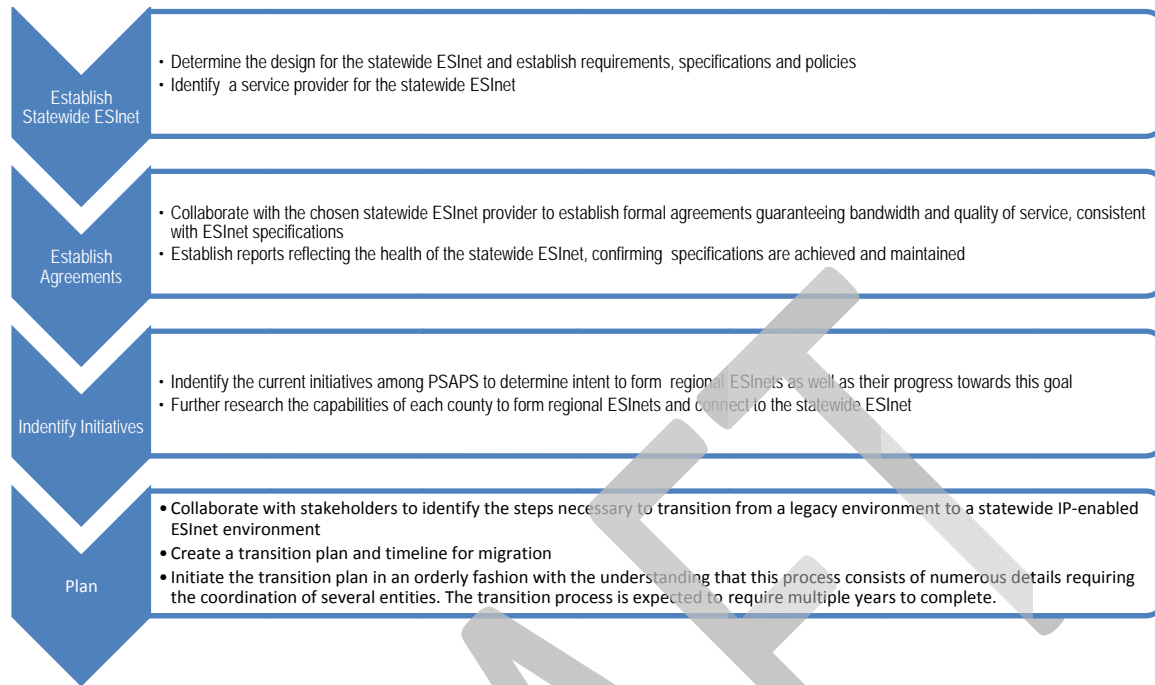 Establish
Statewide ESInet
• Determine the design for the statewide ESInet and establish requirements, specifications and policies
• Identify a service provider for the statewide ESInet
Establish
Agreements
• Collaborate with the chosen statewide ESInet provider to establish formal agreements guaranteeing bandwidth and quality of service, consistent
with ESInet specifications
• Establish reports reflecting the health of the statewide ESInet, confirming specifications are achieved and maintained
Indentify Initiatives
• Indentify the current initiatives among PSAPS to determine intent to form regional ESInets as well as their progress towards this goal
• Further research the capabilities of each county to form regional ESInets and connect to the statewide ESInet
Plan
• Collaborate with stakeholders to identify the steps necessary to transition from a legacy environment to a statewide IP-enabled
ESInet environment
• Create a transition plan and timeline for migration
• Initiate the transition plan in an orderly fashion with the understanding that this process consists of numerous details requiring
the coordination of several entities. The transition process is expected to require multiple years to complete.